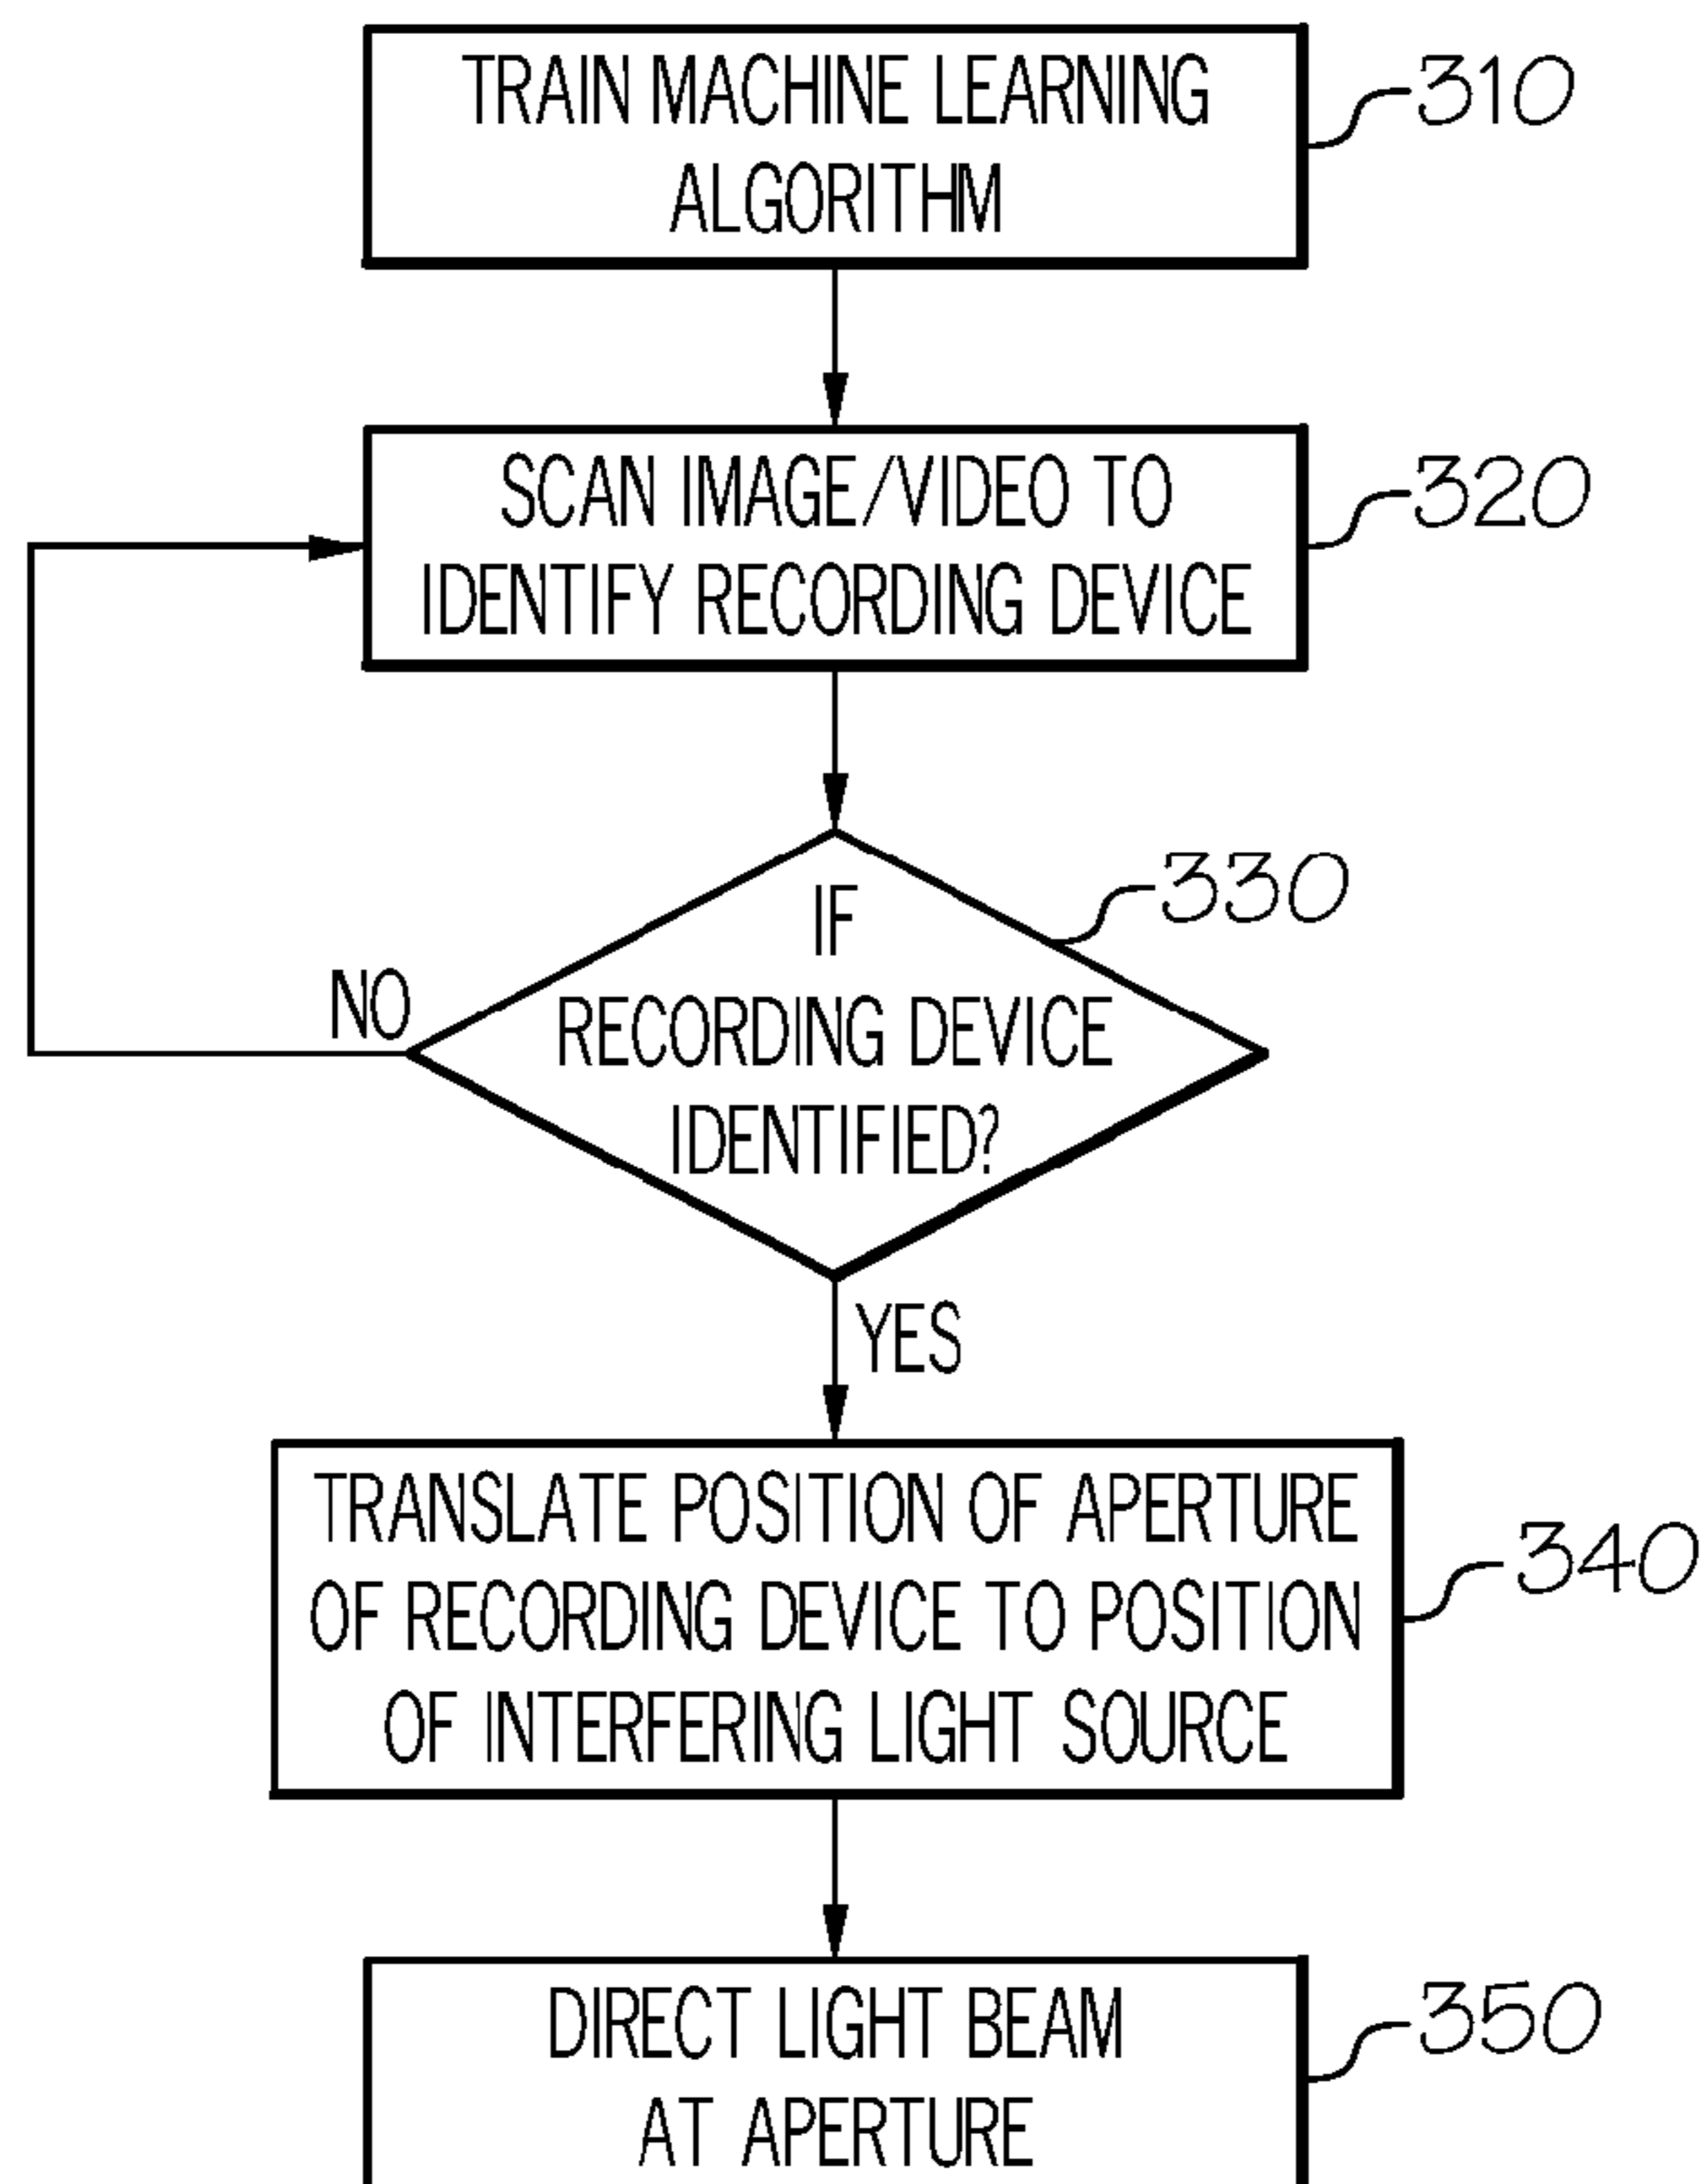 TRAIN MACHINE LEARNING
ALGORITHM
310
SCAN IMAGE/VIDEO TO
IDENTIFY RECORDING DEVICE
320
IF
RECORDING DEVICE
IDENTIFIED?
330
NO
YES
TRANSLATE POSITION OF APERTURE
OF RECORDING DEVICE TO POSITION
OF INTERFERING LIGHT SOURCE
340
DIRECT LIGHT BEAM
AT APERTURE
350